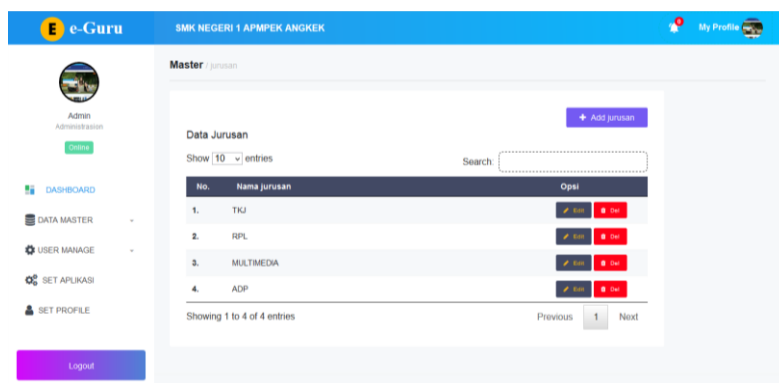 E e-Guru
SMK NEGERI 1 APMPEK ANGKEK
My Profile
Admin
Administrasion
Online
DASHBOARD
DATA MASTER
USER MANAGE
SET APLIKASI
SET PROFILE
Logout
Master / jurusan
+ Add jurusan
Data Jurusan
Show 10 entries
Search:
No. Nama jurusan Opsi
1. TKJ Edit Del
2. RPL Edit Del
3. MULTIMEDIA Edit Del
4. ADP Edit Del
Showing 1 to 4 of 4 entries
Previous 1 Next